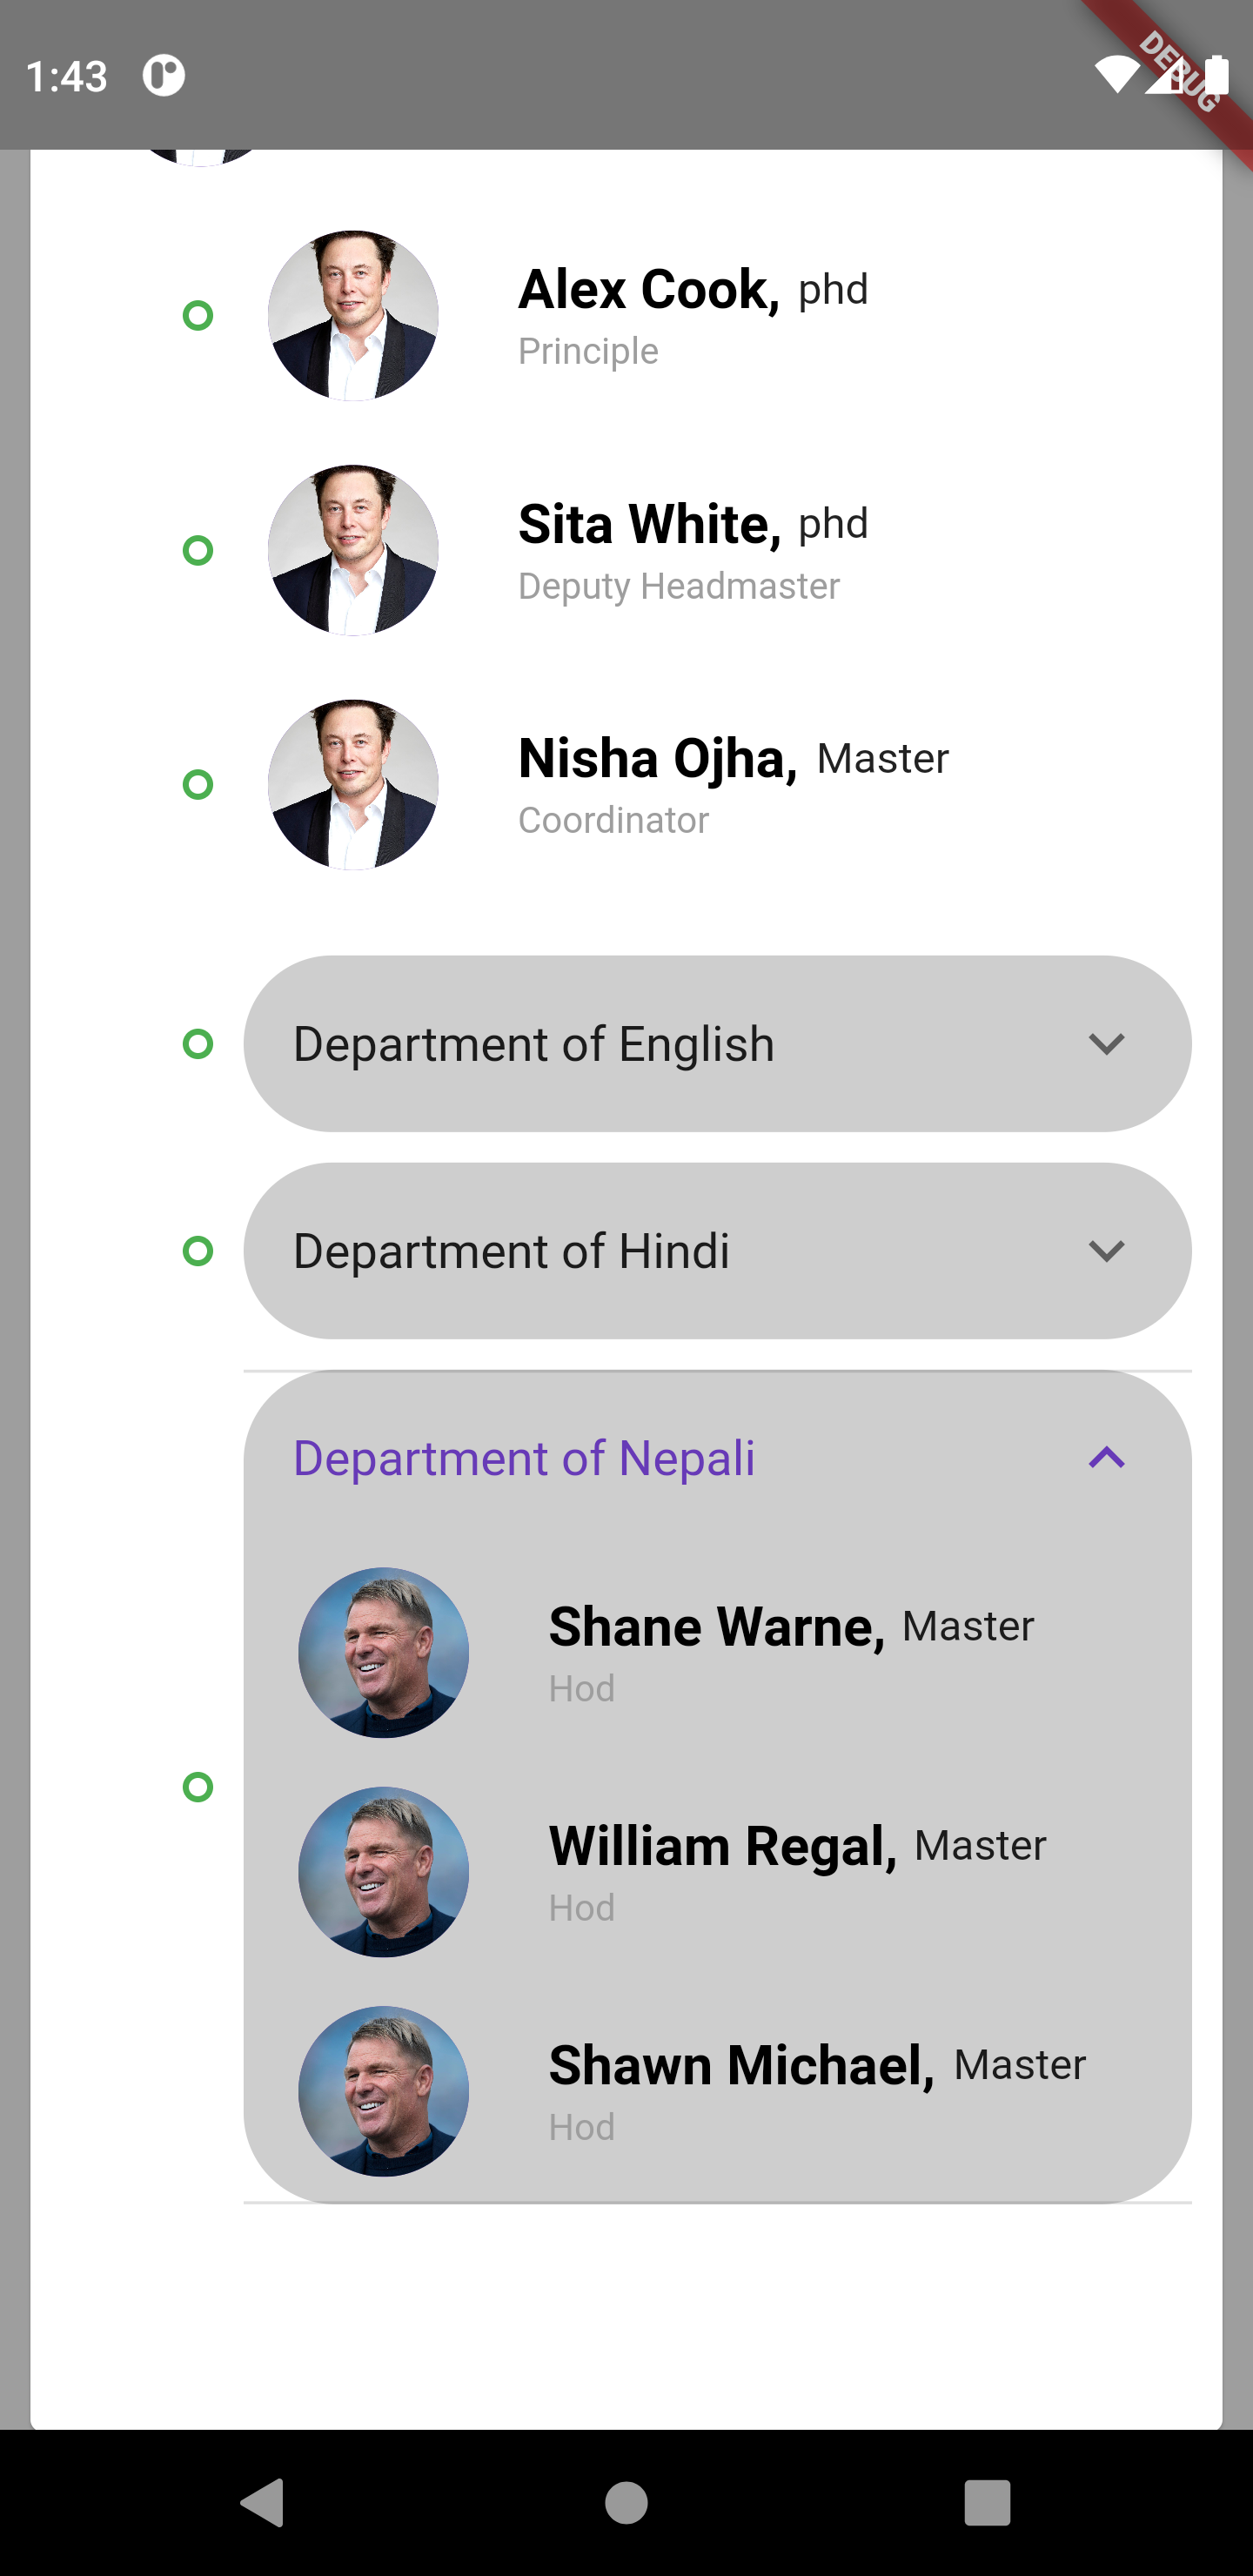 1:43
DEBUG
Alex Cook, phd
Principle
Sita White, phd
Deputy Headmaster
Nisha Ojha, Master
Coordinator
Department of English
Department of Hindi
Department of Nepali
Shane Warne, Master
Hod
William Regal, Master
Hod
Shawn Michael, Master
Hod